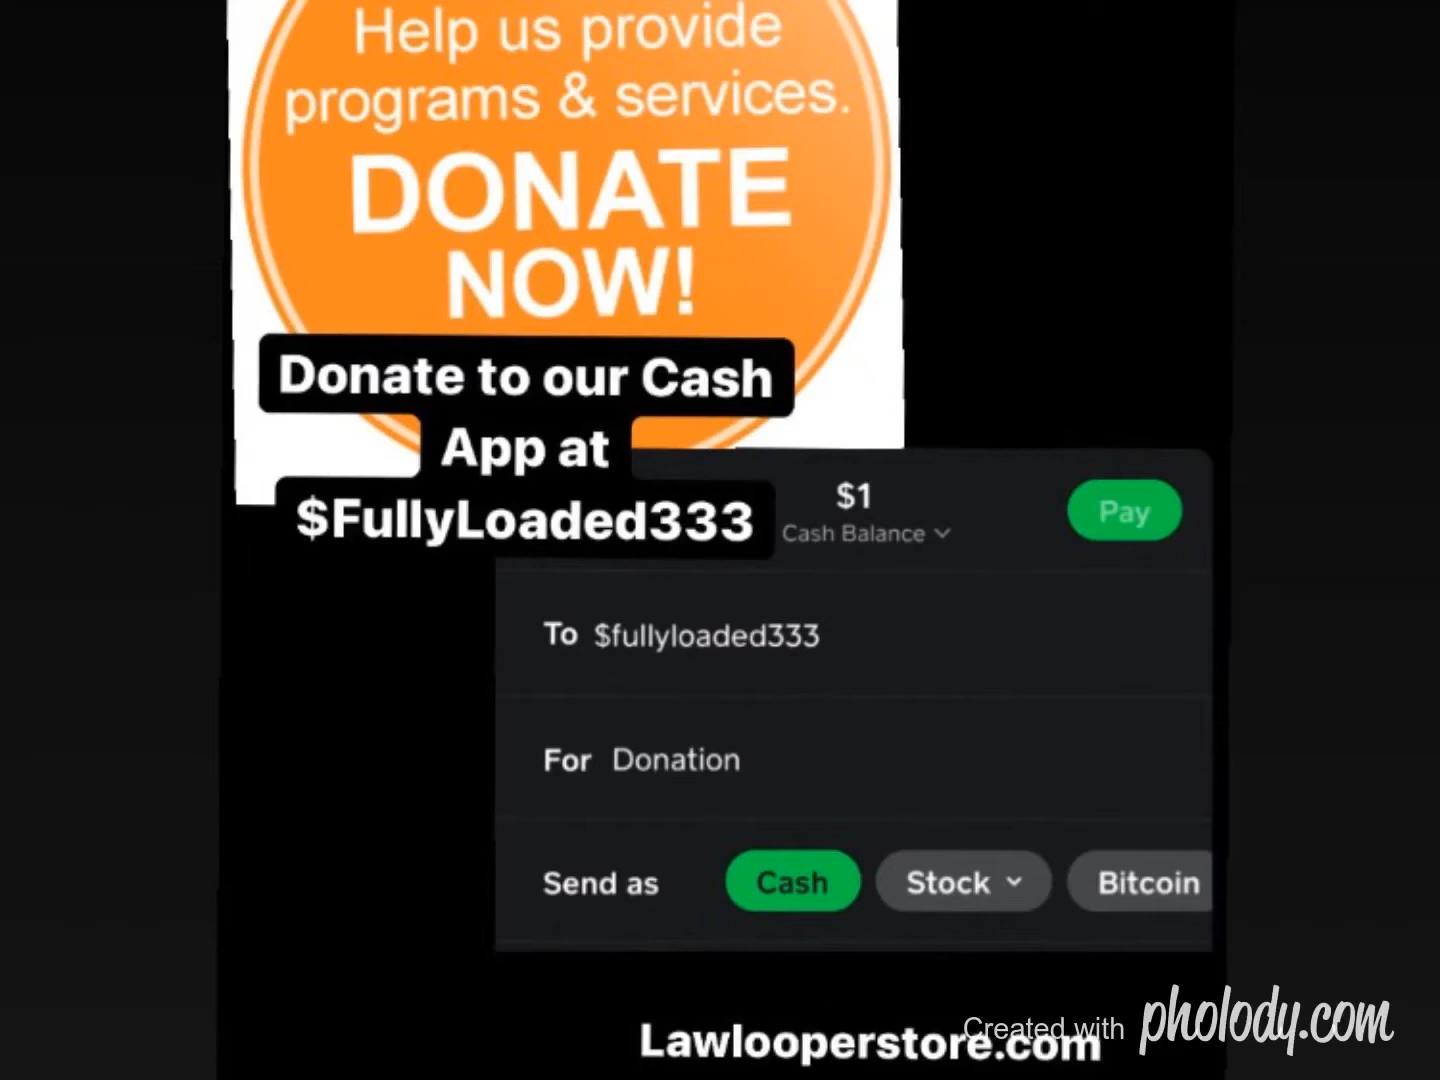 Help us provide
programs & services.
DONATE
NOW!
Donate to our Cash
App at
$FullyLoaded333
$1
Cash Balance
Pay
To $fullyloaded333
For Donation
Send as Cash Stock Bitcoin
Created with pholody.com
Lawlooperstore.com